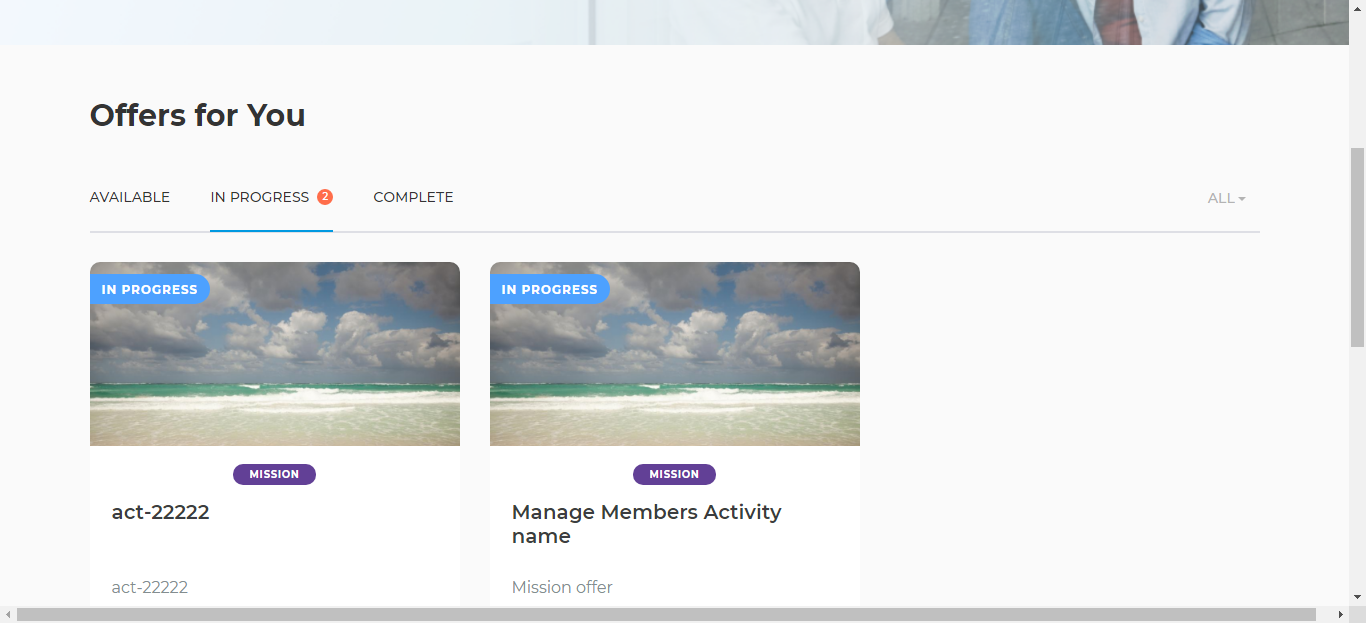 Offers for You
AVAILABLE
IN PROGRESS 2
COMPLETE
ALL
IN PROGRESS
MISSION
act-22222
act-22222
IN PROGRESS
MISSION
Manage Members Activity
name
Mission offer